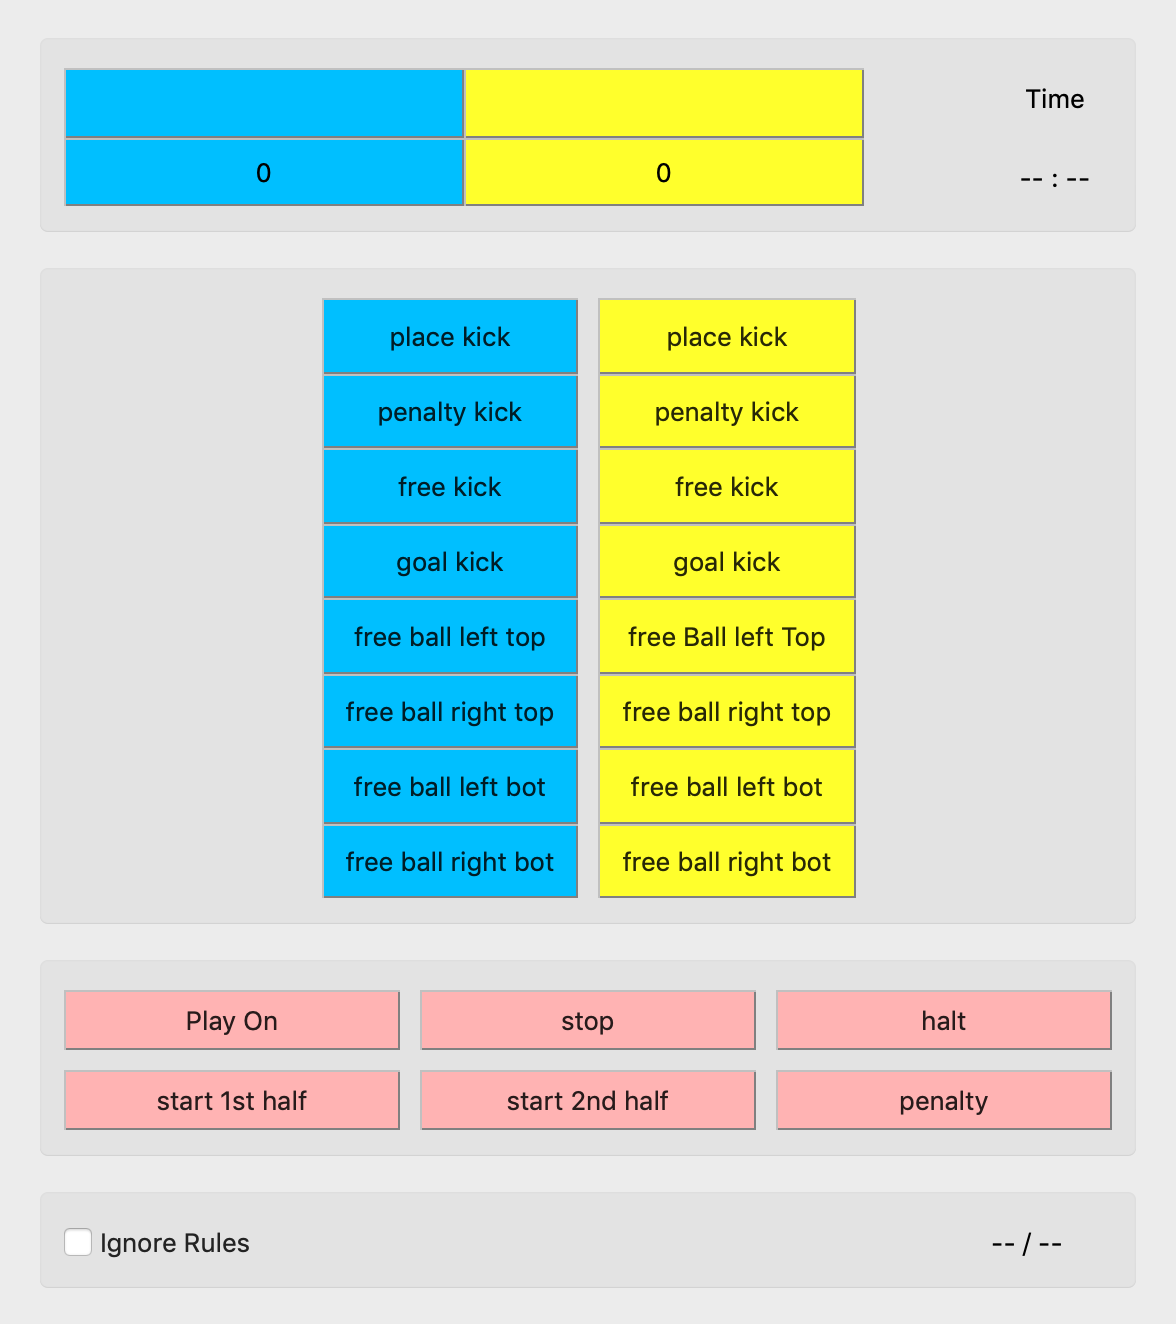 Time
0 0 -- : --
place kick place kick
penalty kick penalty kick
free kick free kick
goal kick goal kick
free ball left top free Ball left Top
free ball right top free ball right top
free ball left bot free ball left bot
free ball right bot free ball right bot
Play On stop halt
start 1st half start 2nd half penalty
Ignore Rules -- / --